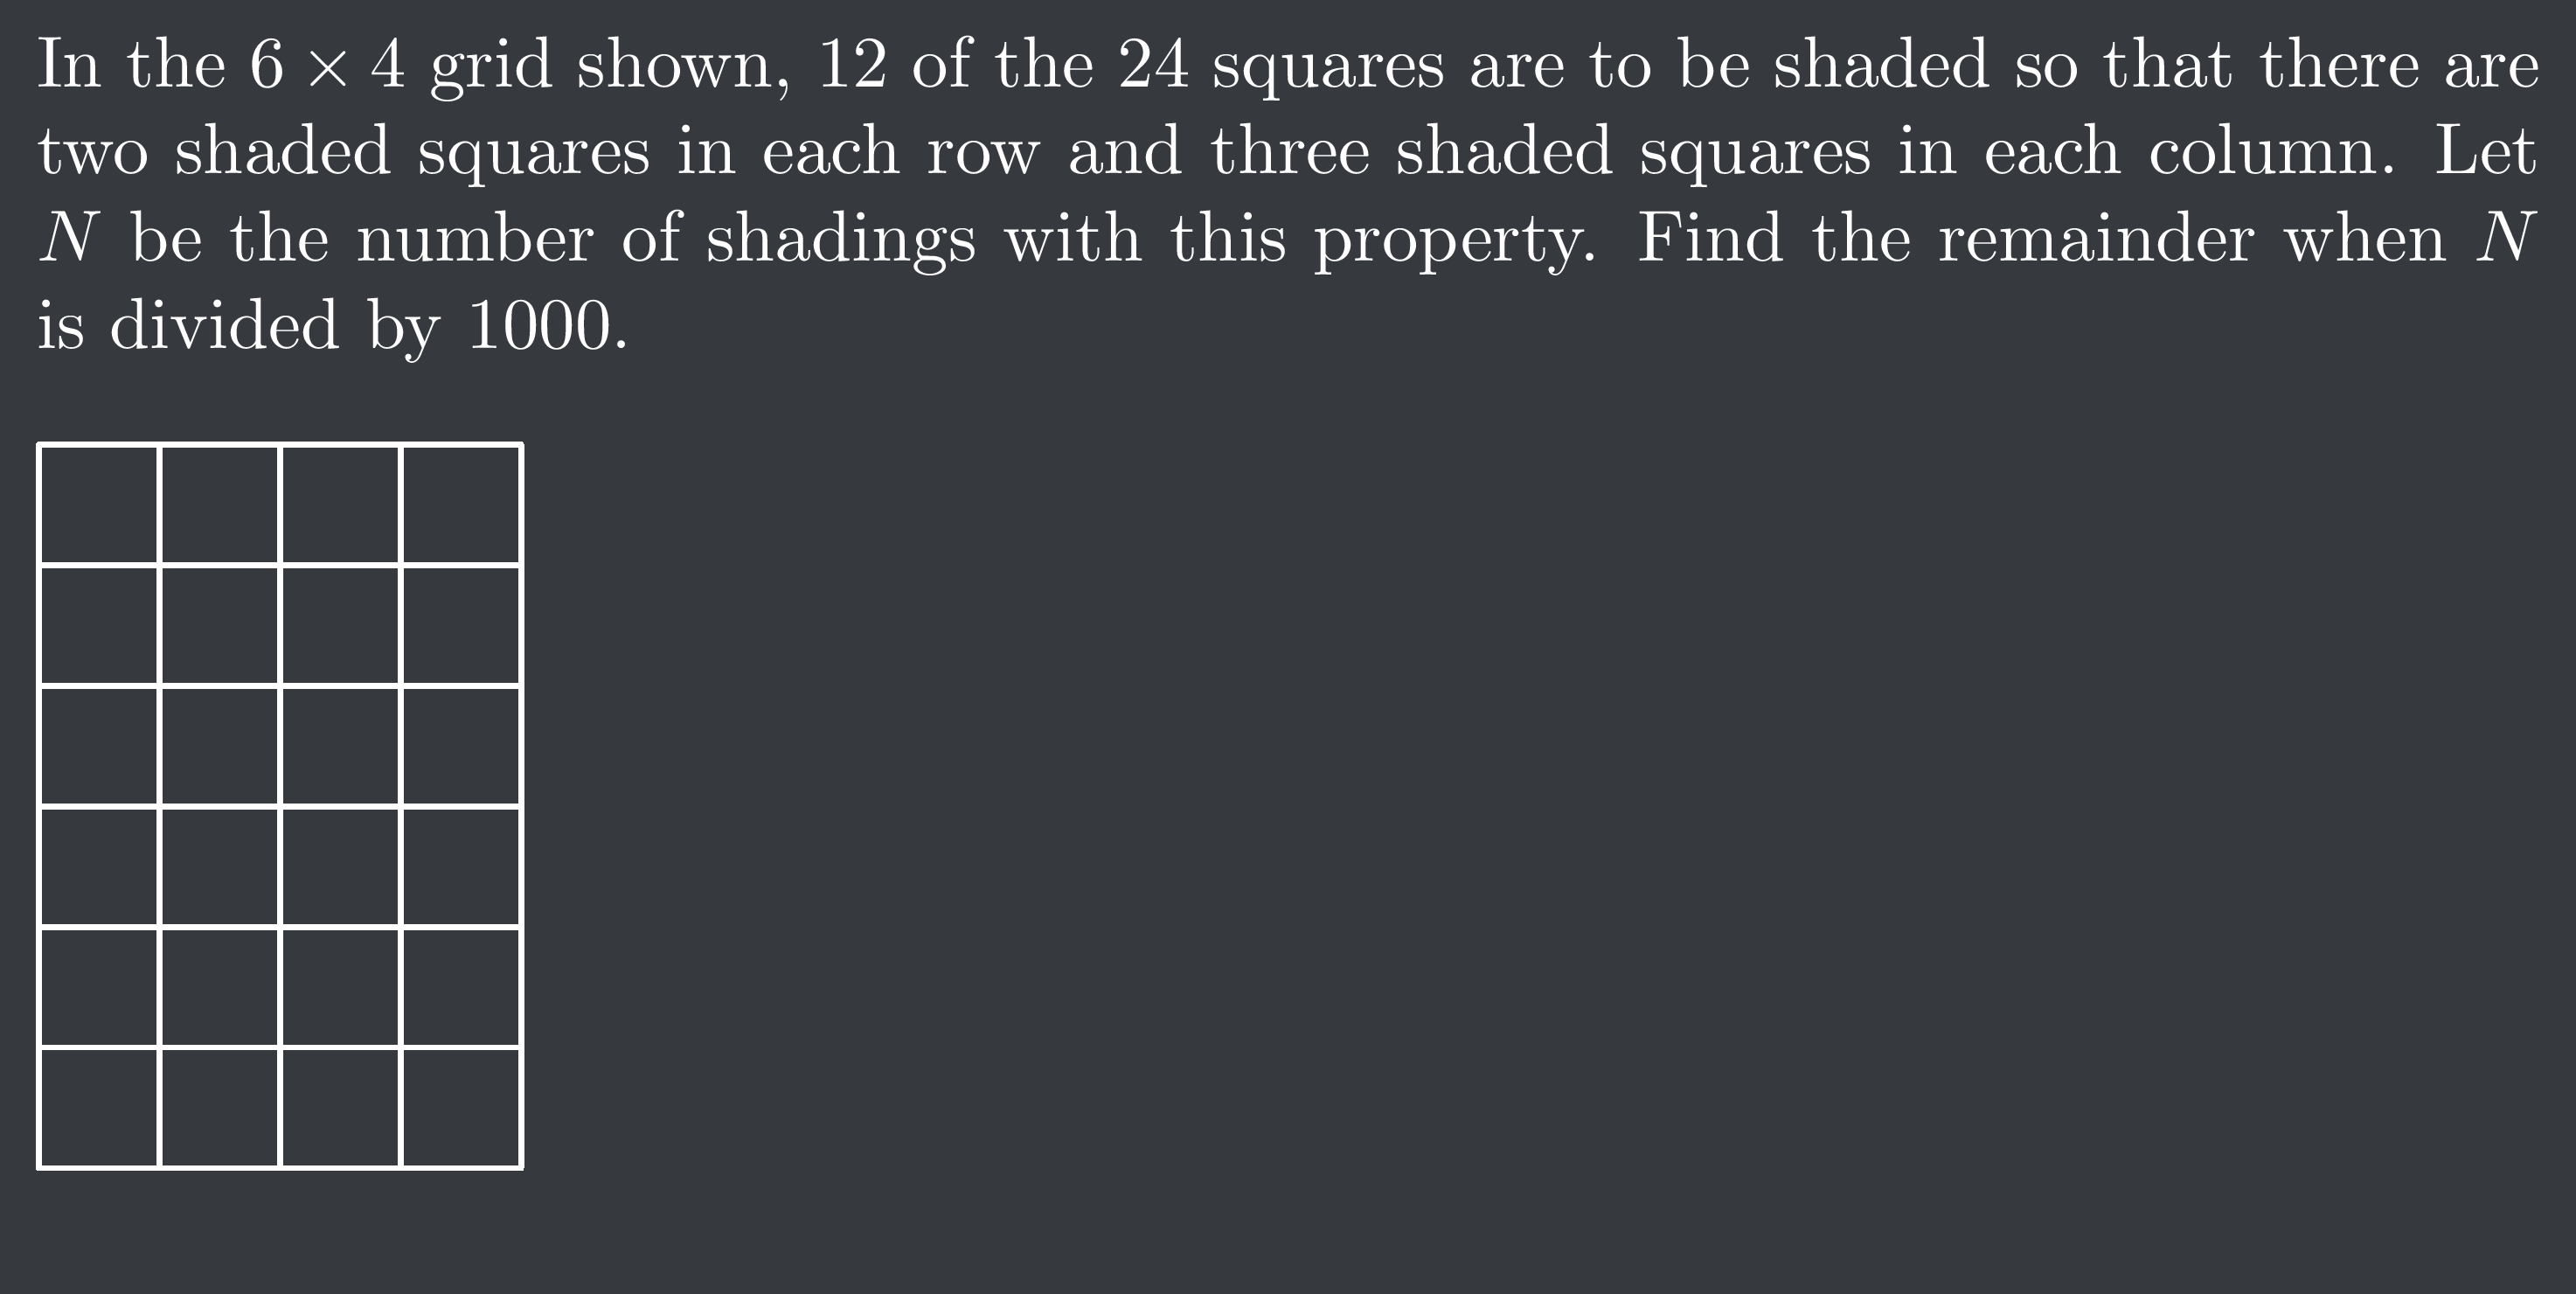 In the 6 × 4 grid shown, 12 of the 24 squares are to be shaded so that there are
two shaded squares in each row and three shaded squares in each column. Let
N be the number of shadings with this property. Find the remainder when N
is divided by 1000.